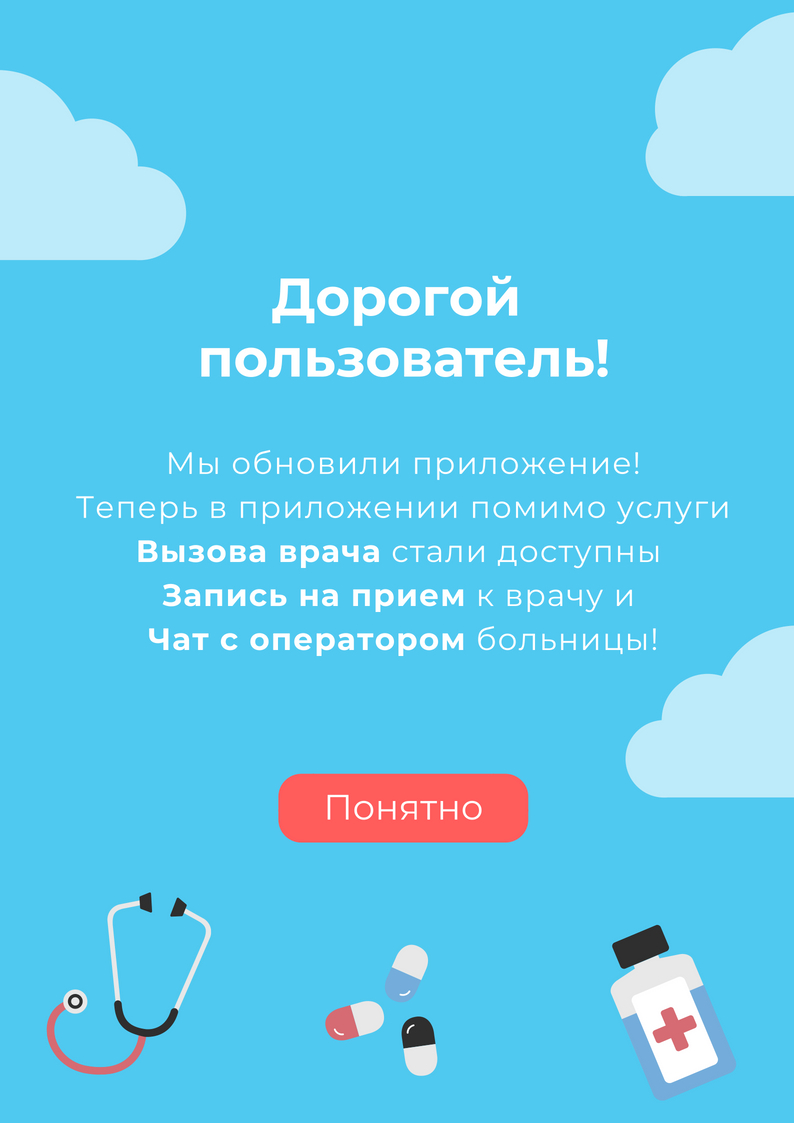 Дорогой
пользователь!
Мы обновили приложение!
Теперь в приложении помимо услуги
Вызова врача стали доступны
Запись на прием к врачу и
Чат с оператором больницы!
Понятно